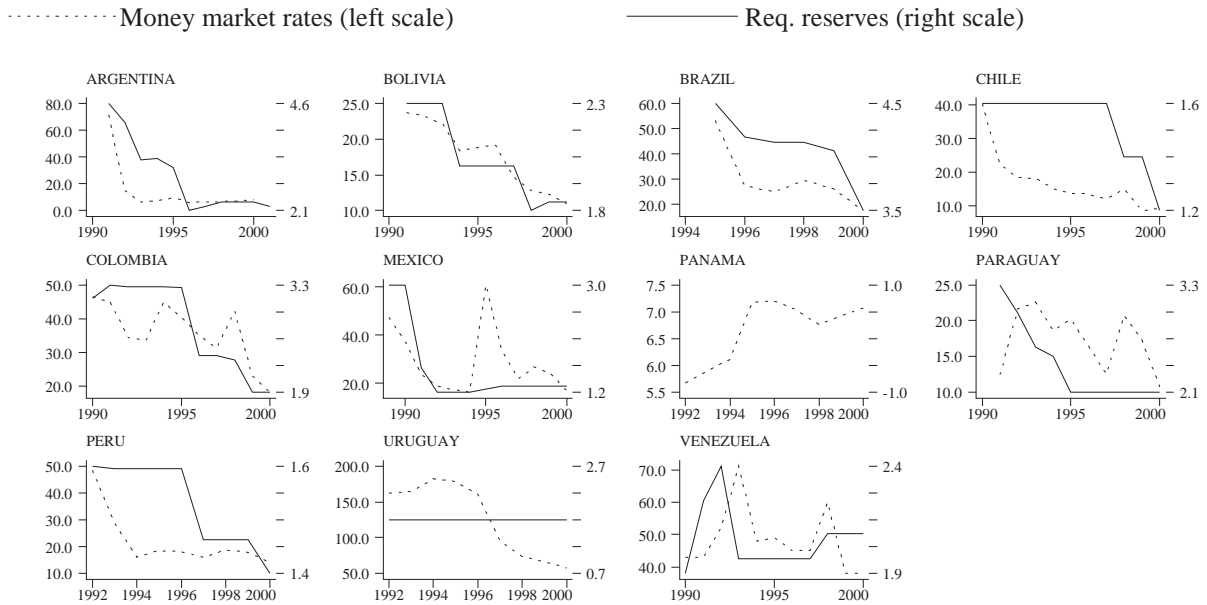 Money market rates (left scale) Req. reserves (right scale)
ARGENTINA BOLIVIA BRAZIL CHILE
80.0 4.6 25.0 2.3 60.0 4.5 40.0 1.6
60.0 20.0 50.0 30.0
40.0 15.0 40.0 20.0
20.0 10.0 30.0 10.0
0.0 2.1 1.8 20.0 3.5 1.2
1990 1995 2000 1990 1995 2000 1994 1996 1998 2000 1990 1995 2000
COLOMBIA MEXICO PANAMA PARAGUAY
50.0 3.3 60.0 3.0 7.5 1.0 25.0 3.3
40.0 40.0 7.0 20.0
30.0 20.0 6.5 15.0
20.0 1.9 1.2 6.0 10.0 2.1
5.5 -1.0
1990 1995 2000 1990 1995 2000 1992 1994 1996 1998 2000 1990 1995 2000
PERU URUGUAY VENEZUELA
50.0 1.6 200.0 2.7 70.0 2.4
40.0 150.0 60.0
30.0 100.0 50.0
20.0 50.0 40.0
10.0 1.4 0.7 1.9
1992 1994 1996 1998 2000 1992 1994 1996 1998 2000 1990 1995 2000